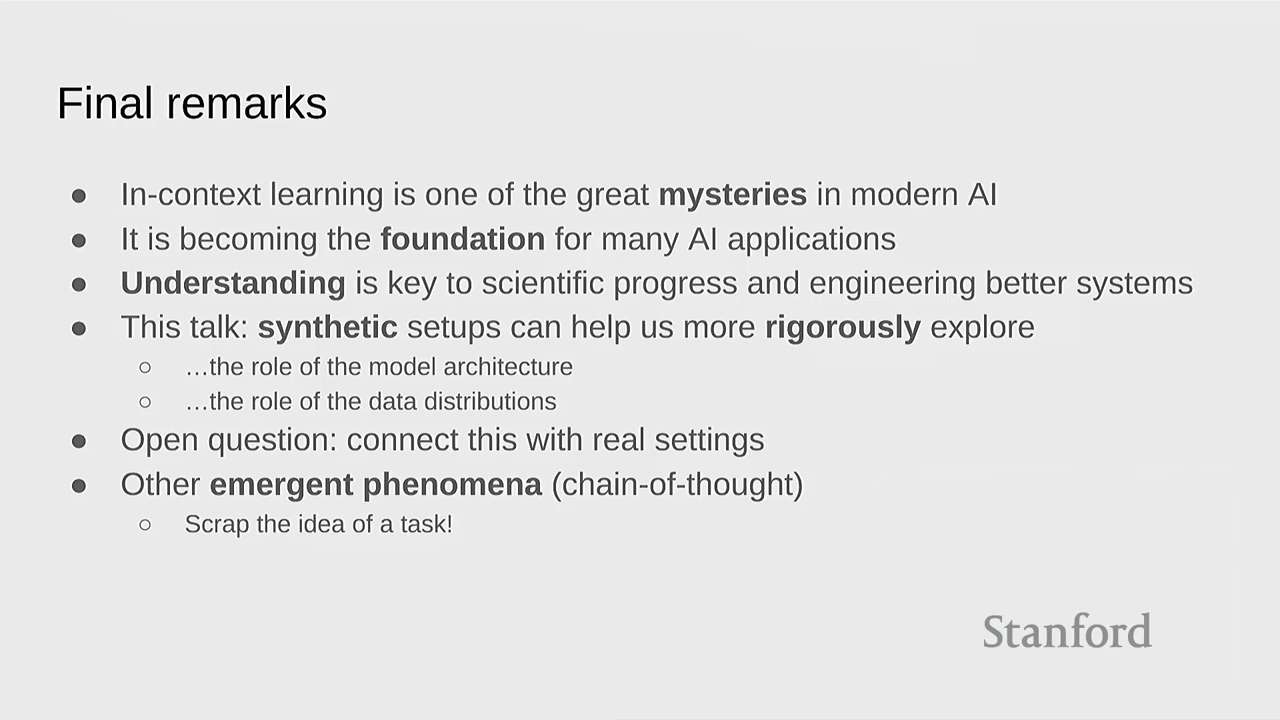 Final remarks
● In-context learning is one of the great mysteries in modern AI
● It is becoming the foundation for many AI applications
● Understanding is key to scientific progress and engineering better systems
● This talk: synthetic setups can help us more rigorously explore
○ …the role of the model architecture
○ …the role of the data distributions
● Open question: connect this with real settings
● Other emergent phenomena (chain-of-thought)
○ Scrap the idea of a task!
Stanford